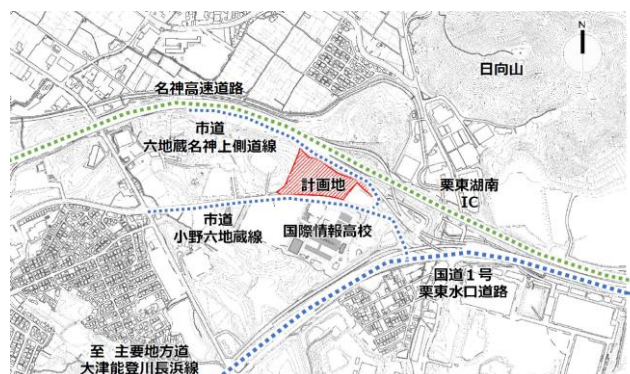 N
日向山
名神高速道路
市道
六地蔵名神上側道線
計画地
栗東湖南
IC
市道
小野六地蔵線
国際情報高校
国道1号
栗東水口道路
至 主要地方道
大津能登川長浜線